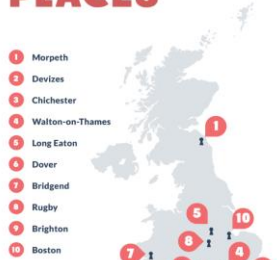 PLACES
1 Morpeth
2 Devizes
3 Chichester
4 Walton-on-Thames
5 Long Eaton
6 Dover
7 Bridgend
8 Rugby
9 Brighton
10 Boston
1
5
10
8
4
7